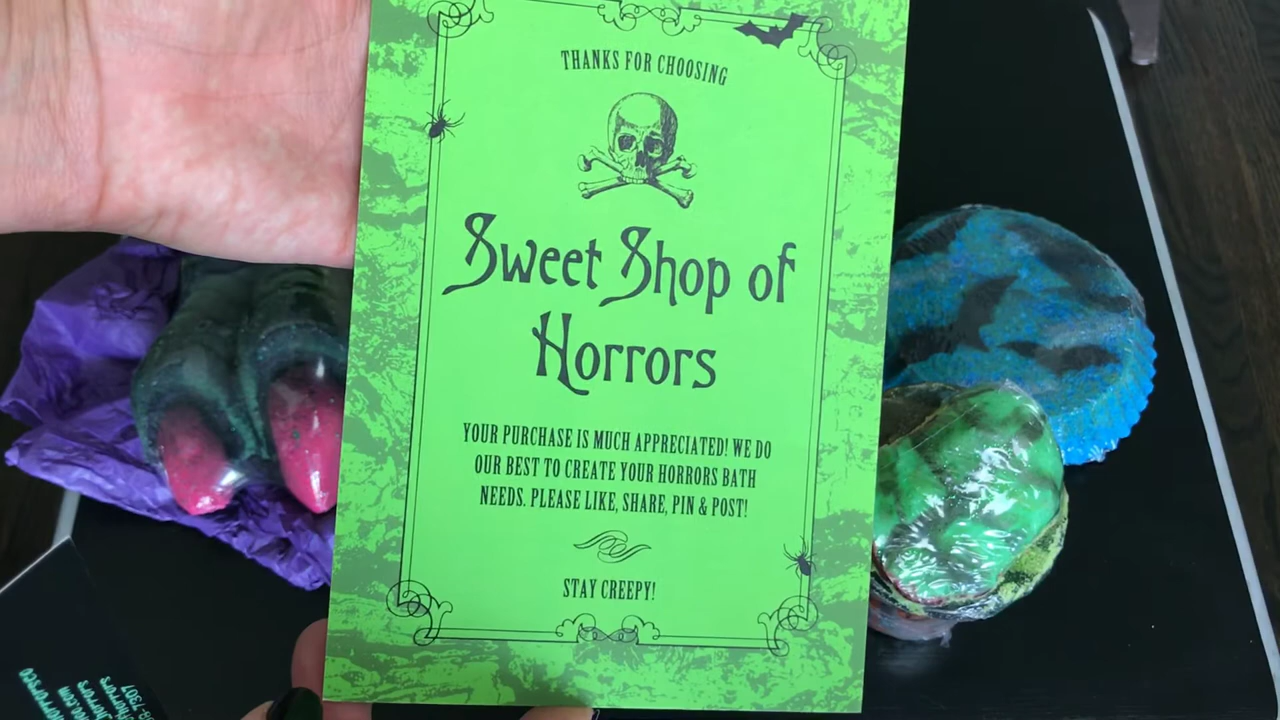 THANKS FOR CHOOSING
Sweet Shop of
Horrors
YOUR PURCHASE IS MUCH APPRECIATED! WE DO
OUR BEST TO CREATE YOUR HORRORS BATH
NEEDS. PLEASE LIKE, SHARE, PIN & POST!
STAY CREEPY!